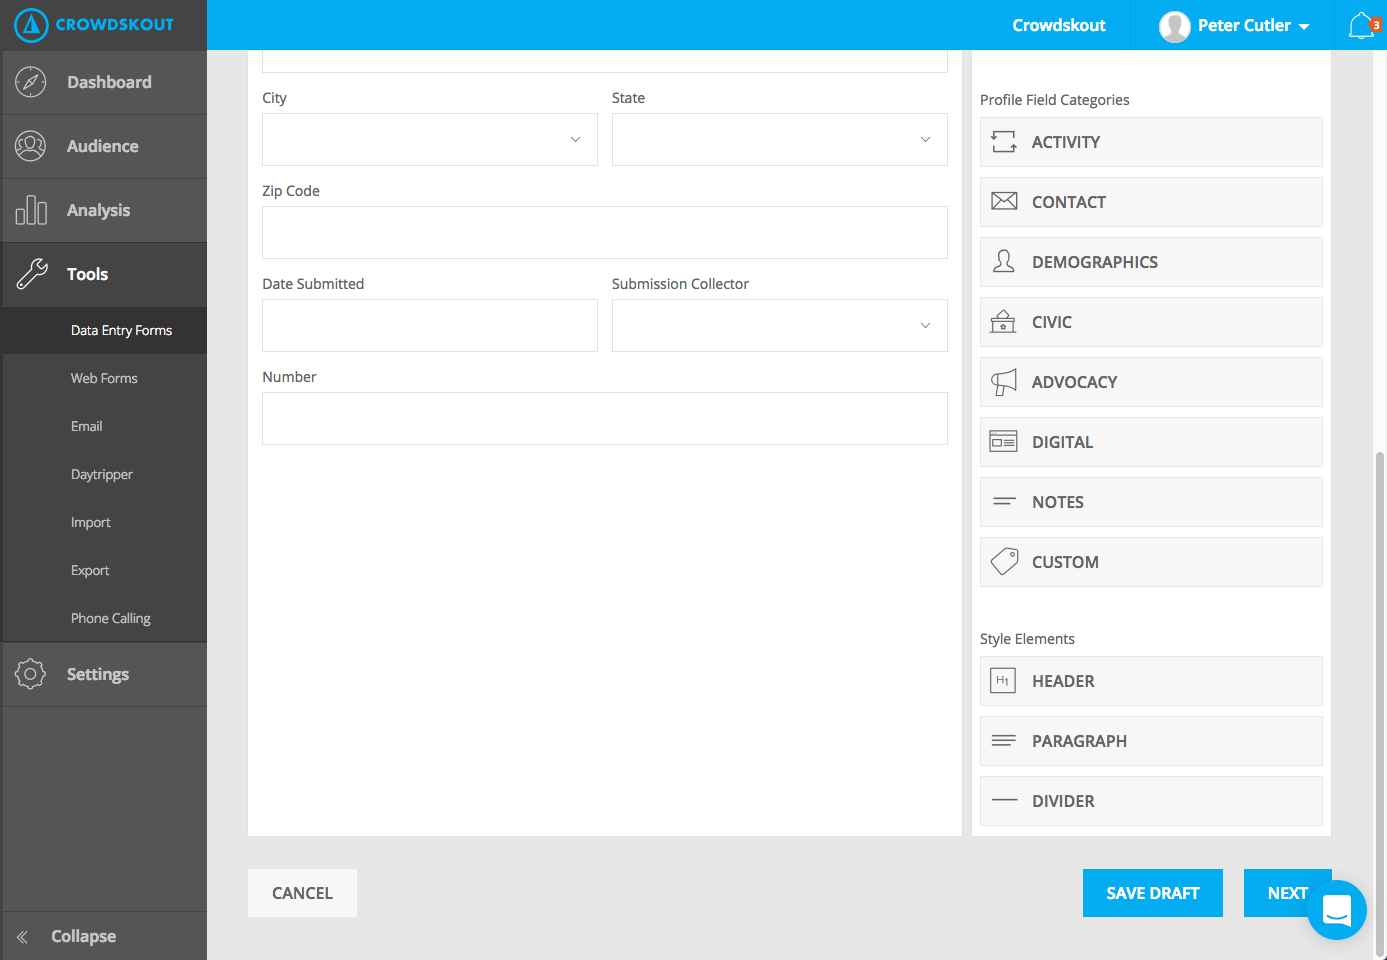 CROWDSKOUT
Crowdskout
Peter Cutler
3
Dashboard
Audience
Analysis
Tools
Data Entry Forms
Web Forms
Email
Daytripper
Import
Export
Phone Calling
Settings
Collapse
City
State
Zip Code
Date Submitted
Submission Collector
Number
Profile Field Categories
ACTIVITY
CONTACT
DEMOGRAPHICS
CIVIC
ADVOCACY
DIGITAL
NOTES
CUSTOM
Style Elements
H1
HEADER
PARAGRAPH
DIVIDER
CANCEL
SAVE DRAFT
NEXT